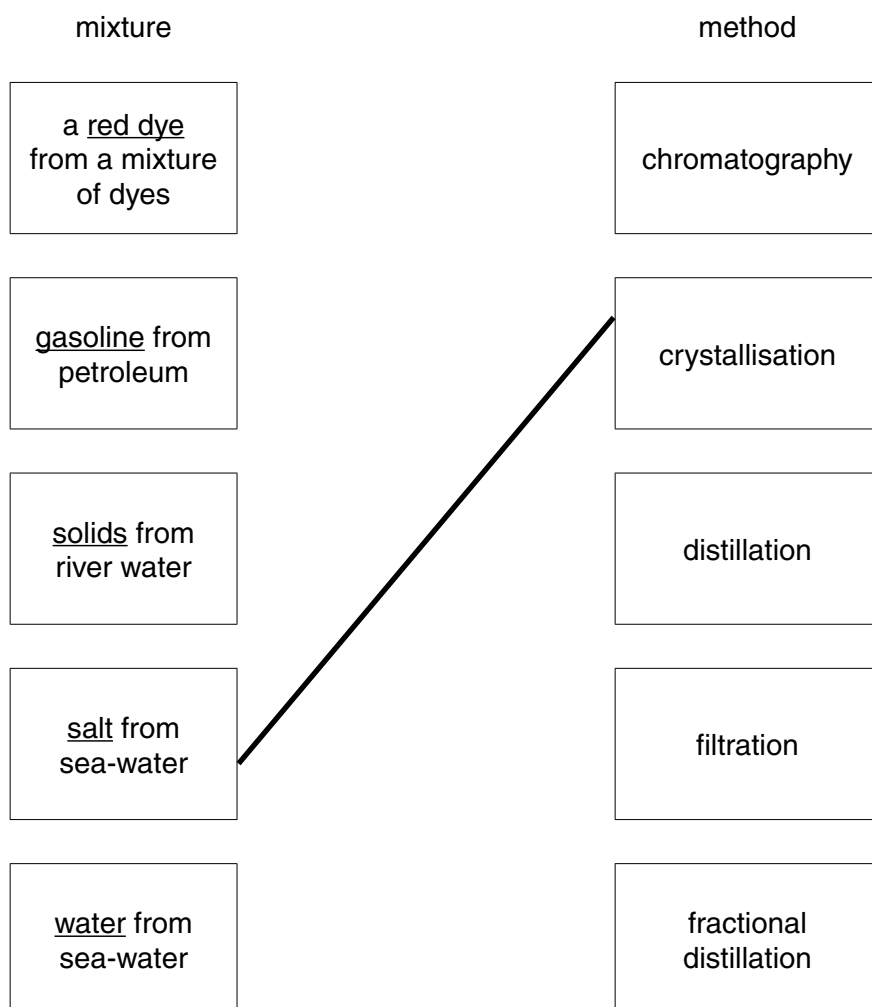 mixture
method
a red dye
from a mixture
of dyes
chromatography
gasoline from
petroleum
crystallisation
solids from
river water
distillation
salt from
sea-water
filtration
water from
sea-water
fractional
distillation